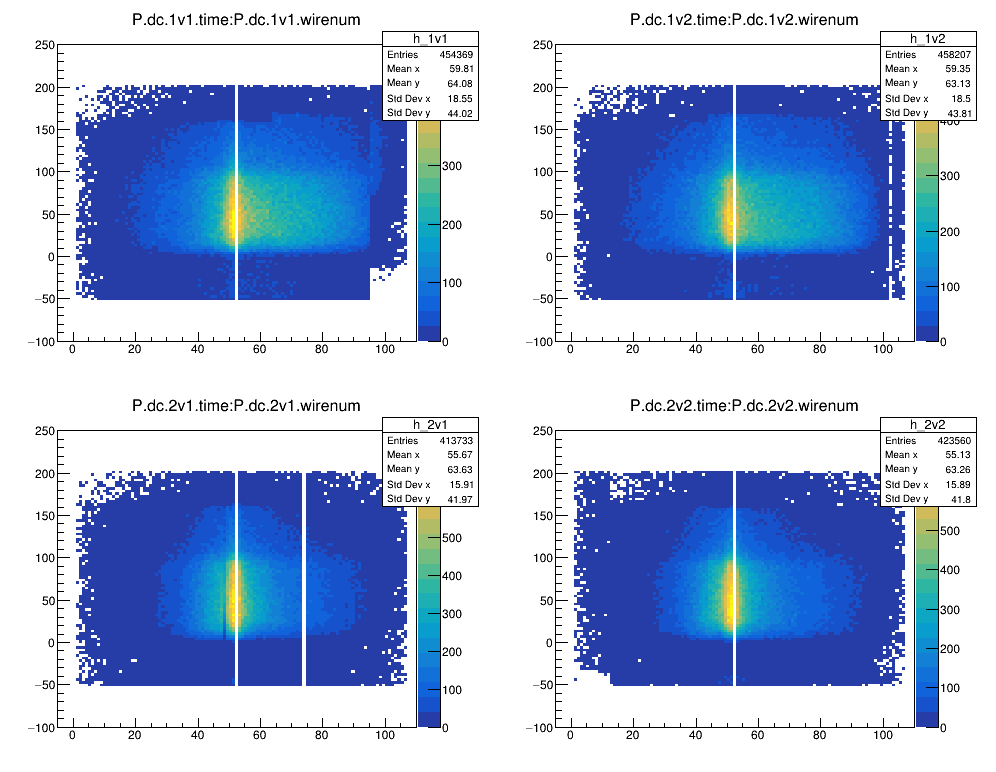 P.dc.1v1.time:P.dc.1v1.wirenum
h_1v1
Entries 454369
Mean x 59.81
Mean y 64.08
Std Dev x 18.55
Std Dev y 44.02
250
200
150
100
50
0
−50
−100
0 20 40 60 80 100
300
200
100
0
P.dc.1v2.time:P.dc.1v2.wirenum
h_1v2
Entries 458207
Mean x 59.35
Mean y 63.13
Std Dev x 18.5
Std Dev y 43.81
250
200
150
100
50
0
−50
−100
0 20 40 60 80 100
400
300
200
100
0
P.dc.2v1.time:P.dc.2v1.wirenum
h_2v1
Entries 413733
Mean x 55.67
Mean y 63.63
Std Dev x 15.91
Std Dev y 41.97
250
200
150
100
50
0
−50
−100
0 20 40 60 80 100
500
400
300
200
100
0
P.dc.2v2.time:P.dc.2v2.wirenum
h_2v2
Entries 423560
Mean x 55.13
Mean y 63.26
Std Dev x 15.89
Std Dev y 41.8
250
200
150
100
50
0
−50
−100
0 20 40 60 80 100
500
400
300
200
100
0